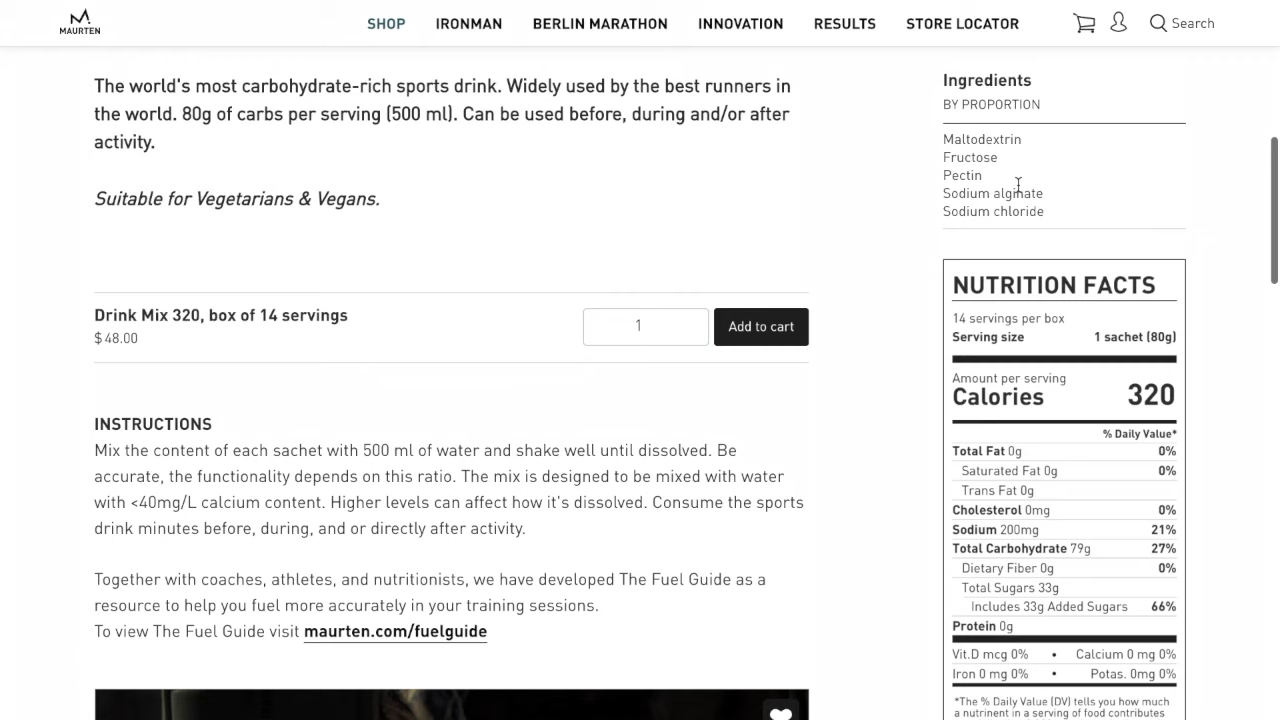 MAURTEN
SHOP
IRONMAN
BERLIN MARATHON
INNOVATION
RESULTS
STORE LOCATOR
Search
The world's most carbohydrate-rich sports drink. Widely used by the best runners in
the world. 80g of carbs per serving (500 ml). Can be used before, during and/or after
activity.
Suitable for Vegetarians & Vegans.
Drink Mix 320, box of 14 servings
$ 48.00
1
Add to cart
INSTRUCTIONS
Mix the content of each sachet with 500 ml of water and shake well until dissolved. Be
accurate, the functionality depends on this ratio. The mix is designed to be mixed with water
with <40mg/L calcium content. Higher levels can affect how it's dissolved. Consume the sports
drink minutes before, during, and or directly after activity.
Together with coaches, athletes, and nutritionists, we have developed The Fuel Guide as a
resource to help you fuel more accurately in your training sessions.
To view The Fuel Guide visit maurten.com/fuelguide
Ingredients
BY PROPORTION
Maltodextrin
Fructose
Pectin
Sodium alginate
Sodium chloride
NUTRITION FACTS
14 servings per box
Serving size 1 sachet (80g)
Amount per serving
Calories 320
% Daily Value*
Total Fat 0g 0%
Saturated Fat 0g 0%
Trans Fat 0g
Cholesterol 0mg 0%
Sodium 200mg 21%
Total Carbohydrate 79g 27%
Dietary Fiber 0g 0%
Total Sugars 33g
Includes 33g Added Sugars 66%
Protein 0g
Vit.D mcg 0% • Calcium 0 mg 0%
Iron 0 mg 0% • Potas. 0mg 0%
*The % Daily Value (DV) tells you how much
a nutrinent in a serving of food contributes